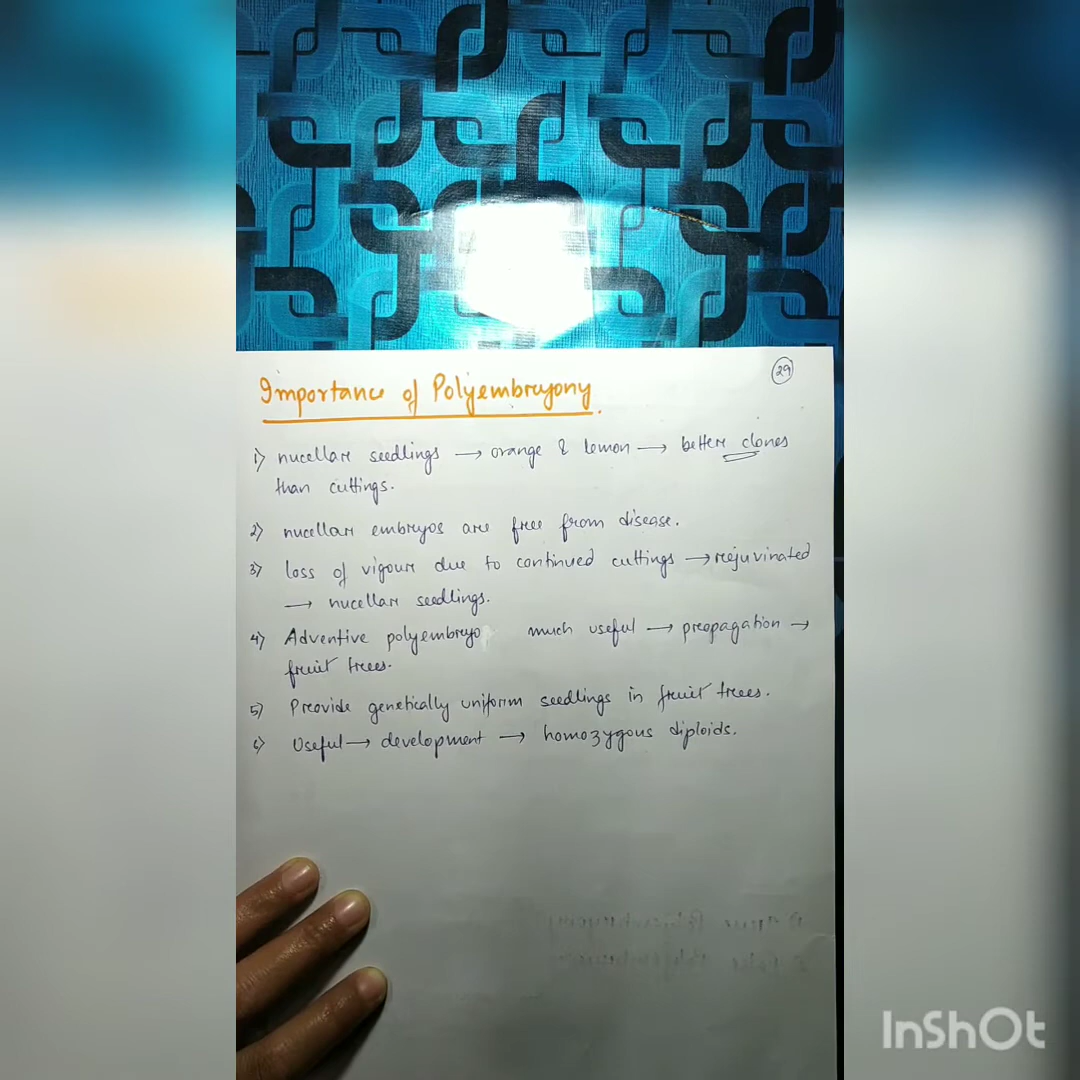 29
Importance of Polyembryony.
1) nucellar seedlings → orange & lemon → better clones
than cuttings.
2) nucellar embryos are free from disease.
3) loss of vigour due to continued cuttings → rejuvinated
→ nucellar seedlings.
4) Adventive polyembryo much useful → propagation →
fruit trees.
5) Provide genetically uniform seedlings in fruit trees.
6) Useful → development → homozygous diploids.
InShOt